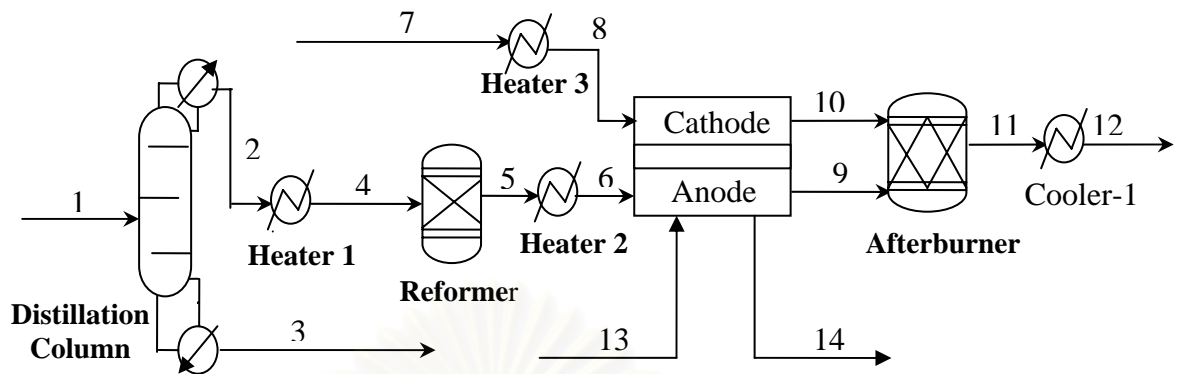 7
8
Heater 3
Cathode
10
11
12
2
1
4
5
6
Anode
9
Cooler-1
Heater 1
Heater 2
Afterburner
Reformer
Distillation
Column
3
13
14